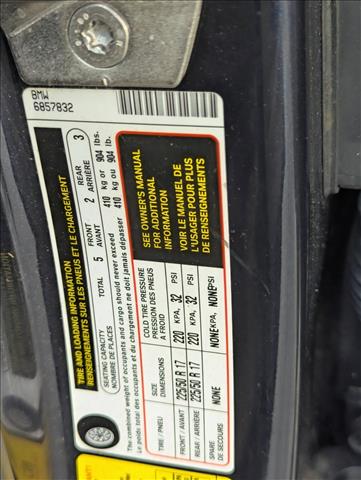 BMW
6857832
TIRE AND LOADING INFORMATION
RENSEIGNEMENTS SUR LES PNEUS ET LE CHARGEMENT
SEATING CAPACITY TOTAL 5 FRONT 2 REAR 3
NOMBRE DE PLACES AVANT ARRIÈRE
The combined weight of occupants and cargo should never exceed 410 kg or 904 lbs.
Le poids total des occupants et du chargement ne doit jamais dépasser 410 kg ou 904 lb.
TIRE / PNEU SIZE COLD TIRE PRESSURE
DIMENSIONS PRESSION DES PNEUS
A FROID
FRONT / AVANT 225/50 R 17 220 KPA, 32 PSI
REAR / ARRIÈRE 225/50 R 17 220 KPA, 32 PSI
SPARE NONE NONE KPA, NONE PSI
DE SECOURS
SEE OWNER'S MANUAL
FOR ADDITIONAL
INFORMATION
VOIR LE MANUEL DE
L'USAGER POUR PLUS
DE RENSEIGNEMENTS